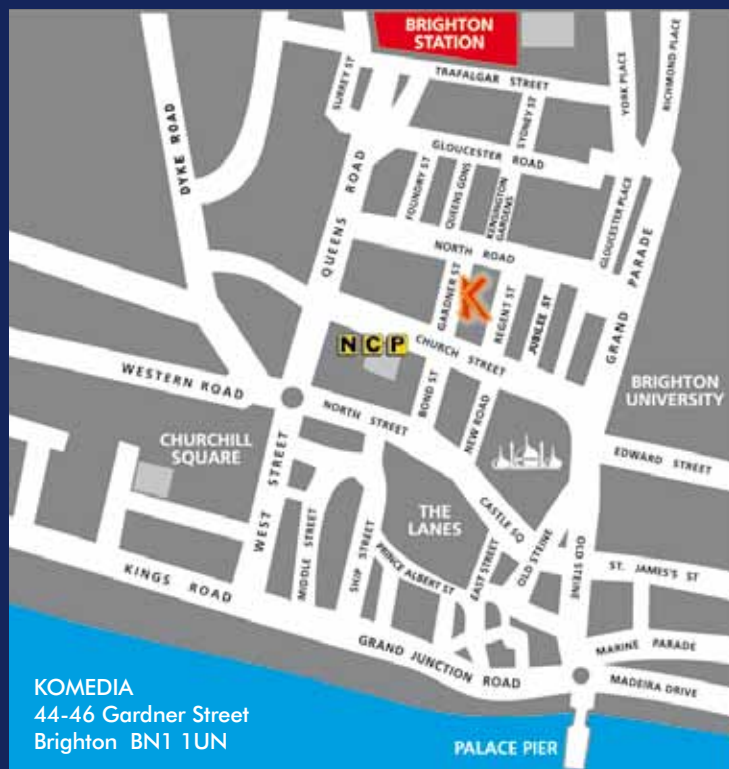 BRIGHTON
STATION
TRAFALGAR STREET
SURREY ST
SYDNEY ST
YORK PLACE
RICHMOND PLACE
DYKE ROAD
QUEENS ROAD
GLOUCESTER ROAD
FOUNDRY ST
QUEENS GDNS
KENSINGTON
GARDENS
GLOUCESTER PLACE
NORTH ROAD
GARDNER ST
K
REGENT ST
JUBILEE ST
GRAND PARADE
NCP
CHURCH STREET
WESTERN ROAD
BOND ST
NEW ROAD
BRIGHTON
UNIVERSITY
NORTH STREET
CHURCHILL
SQUARE
EDWARD STREET
WEST STREET
THE
LANES
CASTLE SQ
MIDDLE STREET
SHIP STREET
PRINCE ALBERT ST
EAST STREET
OLD STEINE
OLD STEINE
ST. JAMES'S ST
KINGS ROAD
GRAND JUNCTION ROAD
MARINE PARADE
MADEIRA DRIVE
KOMEDIA
44-46 Gardner Street
Brighton BN1 1UN
PALACE PIER